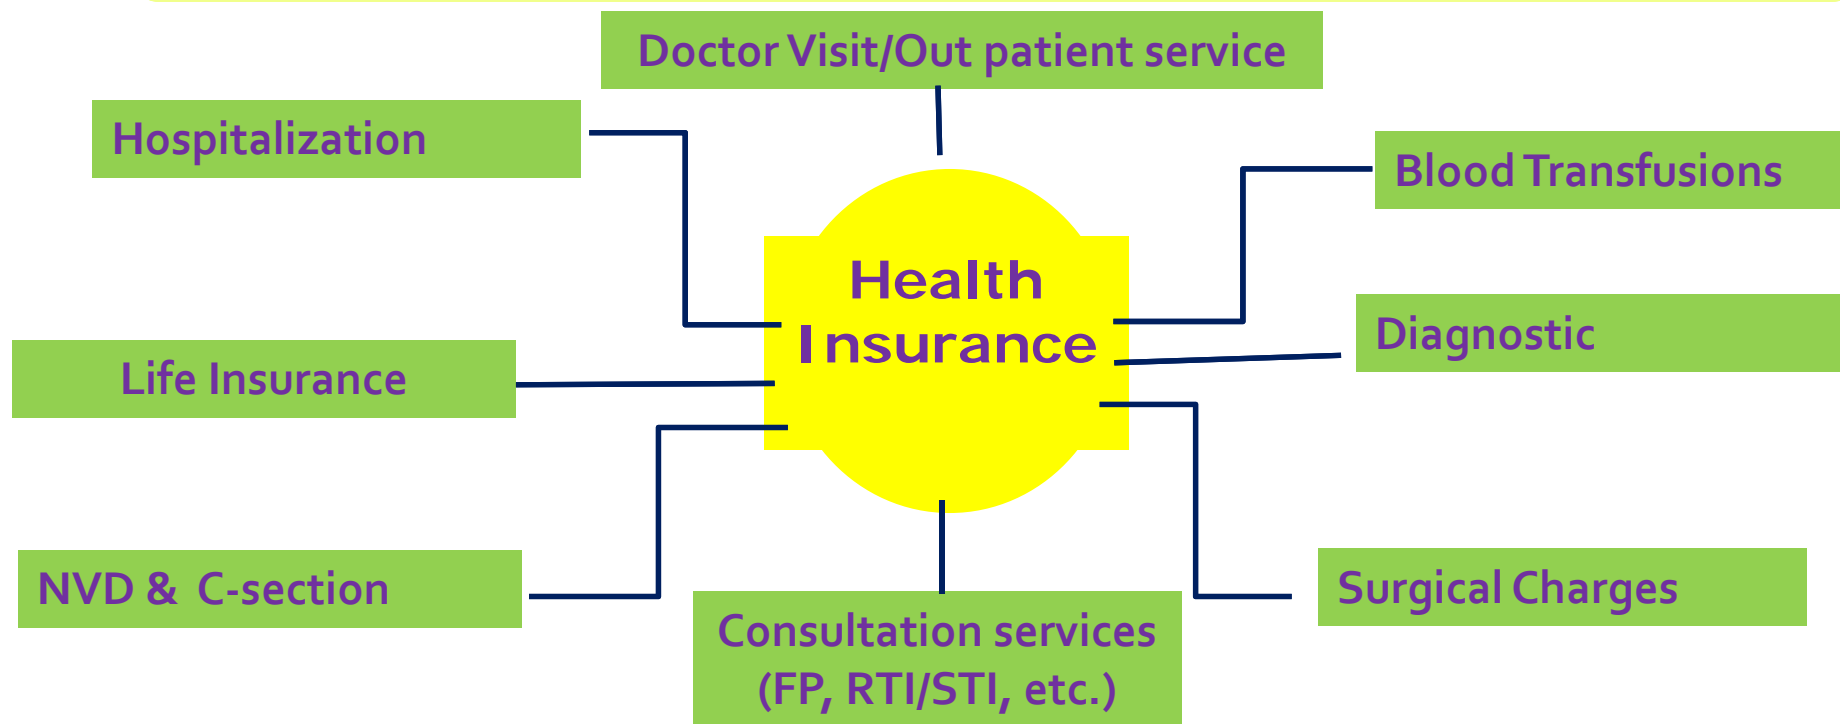 Doctor Visit/Out patient service
Hospitalization
Blood Transfusions
Health
Insurance
Diagnostic
Life Insurance
NVD & C-section
Surgical Charges
Consultation services
(FP, RTI/STI, etc.)